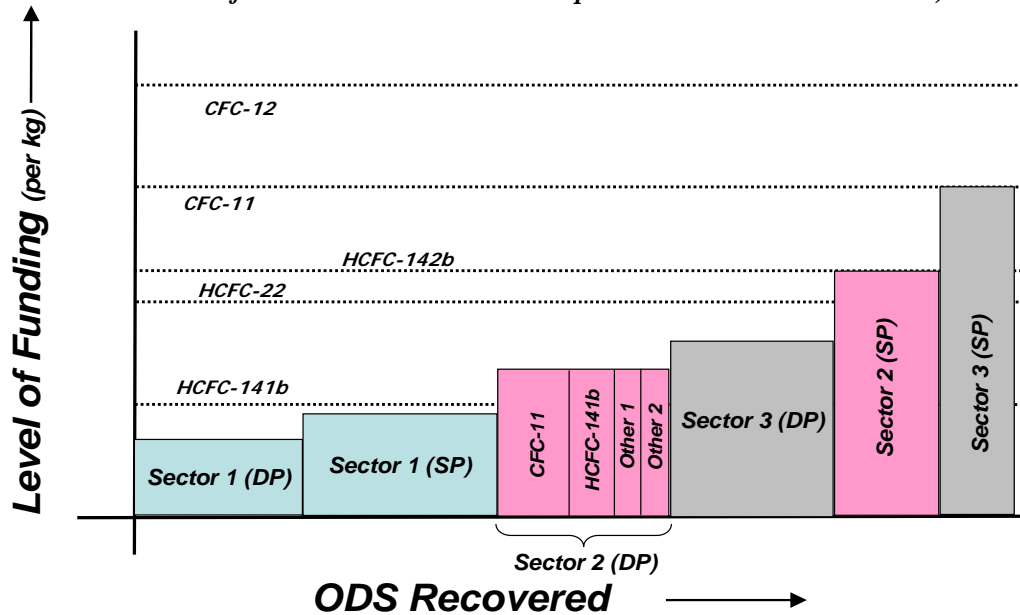 Level of Funding (per kg)
CFC-12
CFC-11
HCFC-142b
HCFC-22
HCFC-141b
Sector 1 (DP)
Sector 1 (SP)
CFC-11
HCFC-141b
Other 1
Other 2
Sector 2 (DP)
Sector 3 (DP)
Sector 2 (SP)
Sector 3 (SP)
ODS Recovered